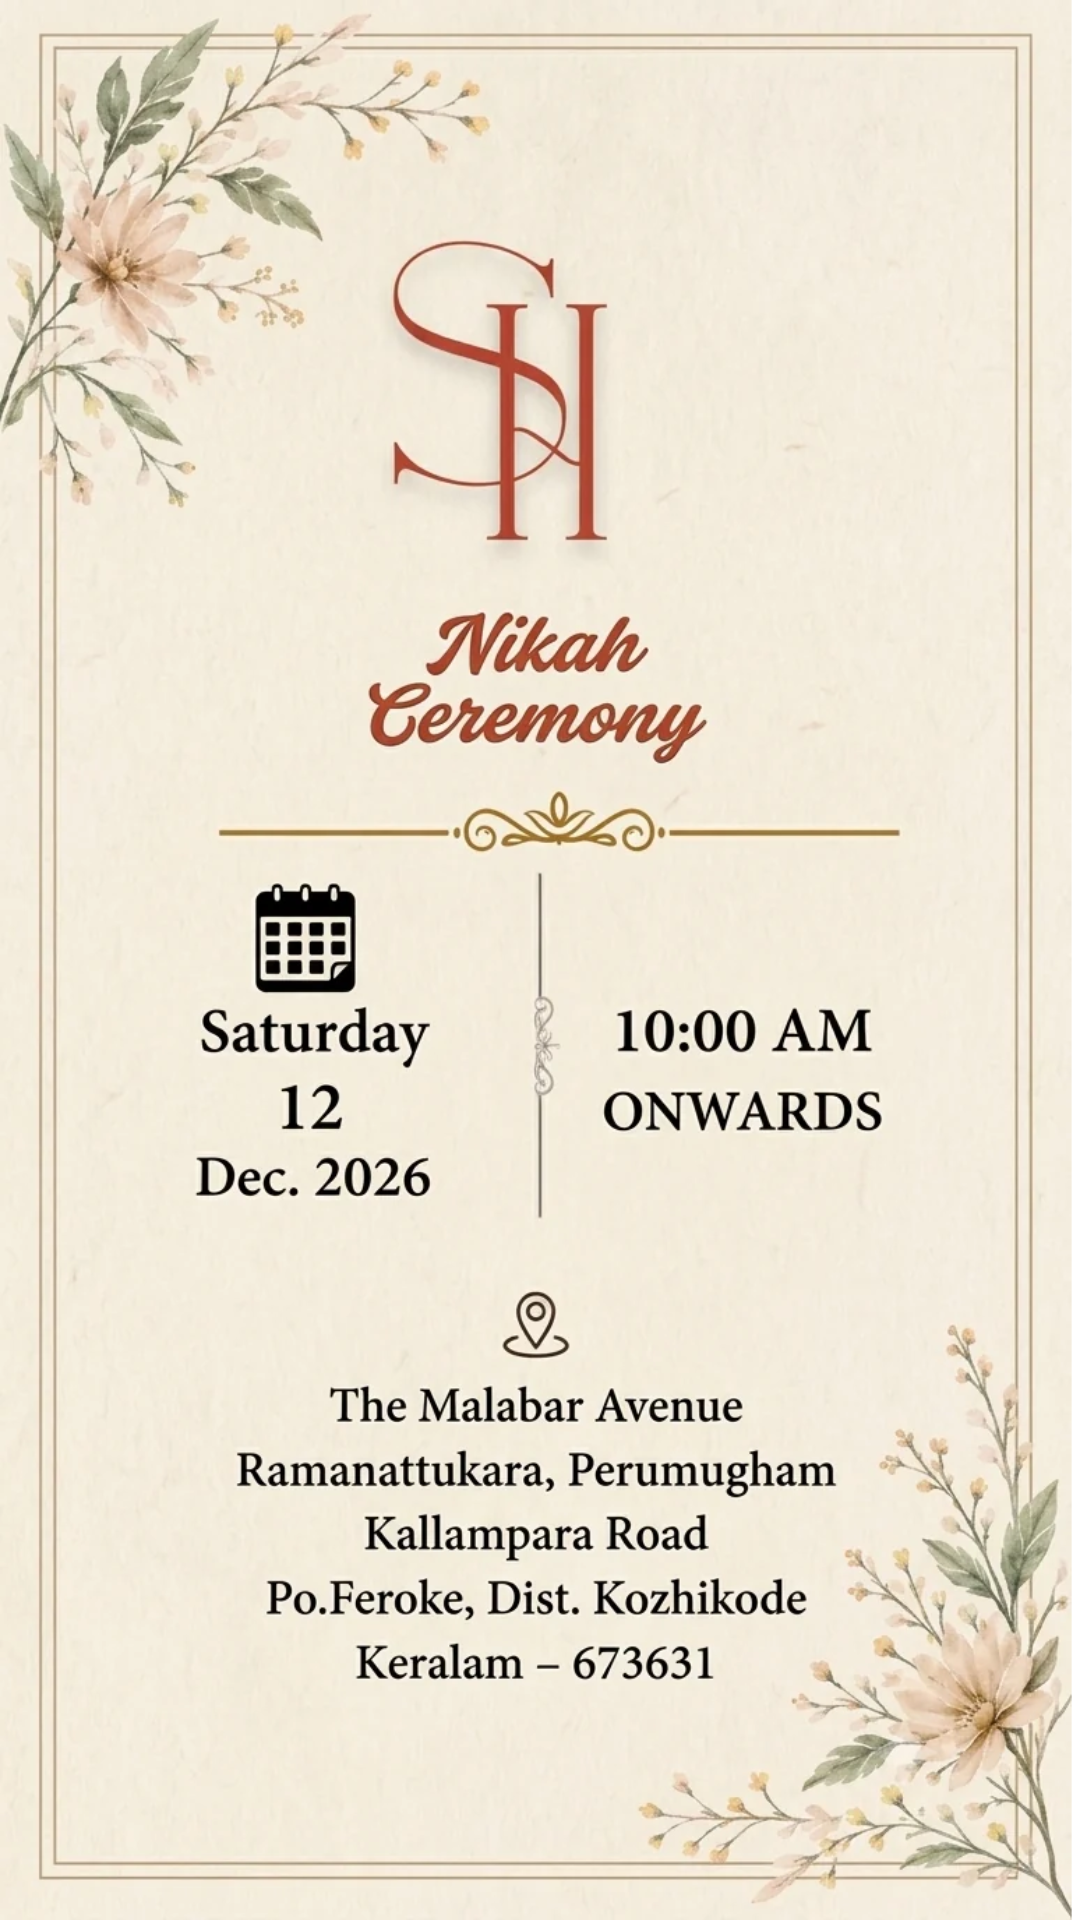 SH
Nikah
Ceremony
Saturday
12
Dec. 2026
10:00 AM
ONWARDS
The Malabar Avenue
Ramanattukara, Perumugham
Kallampara Road
Po.Feroke, Dist. Kozhikode
Keralam – 673631